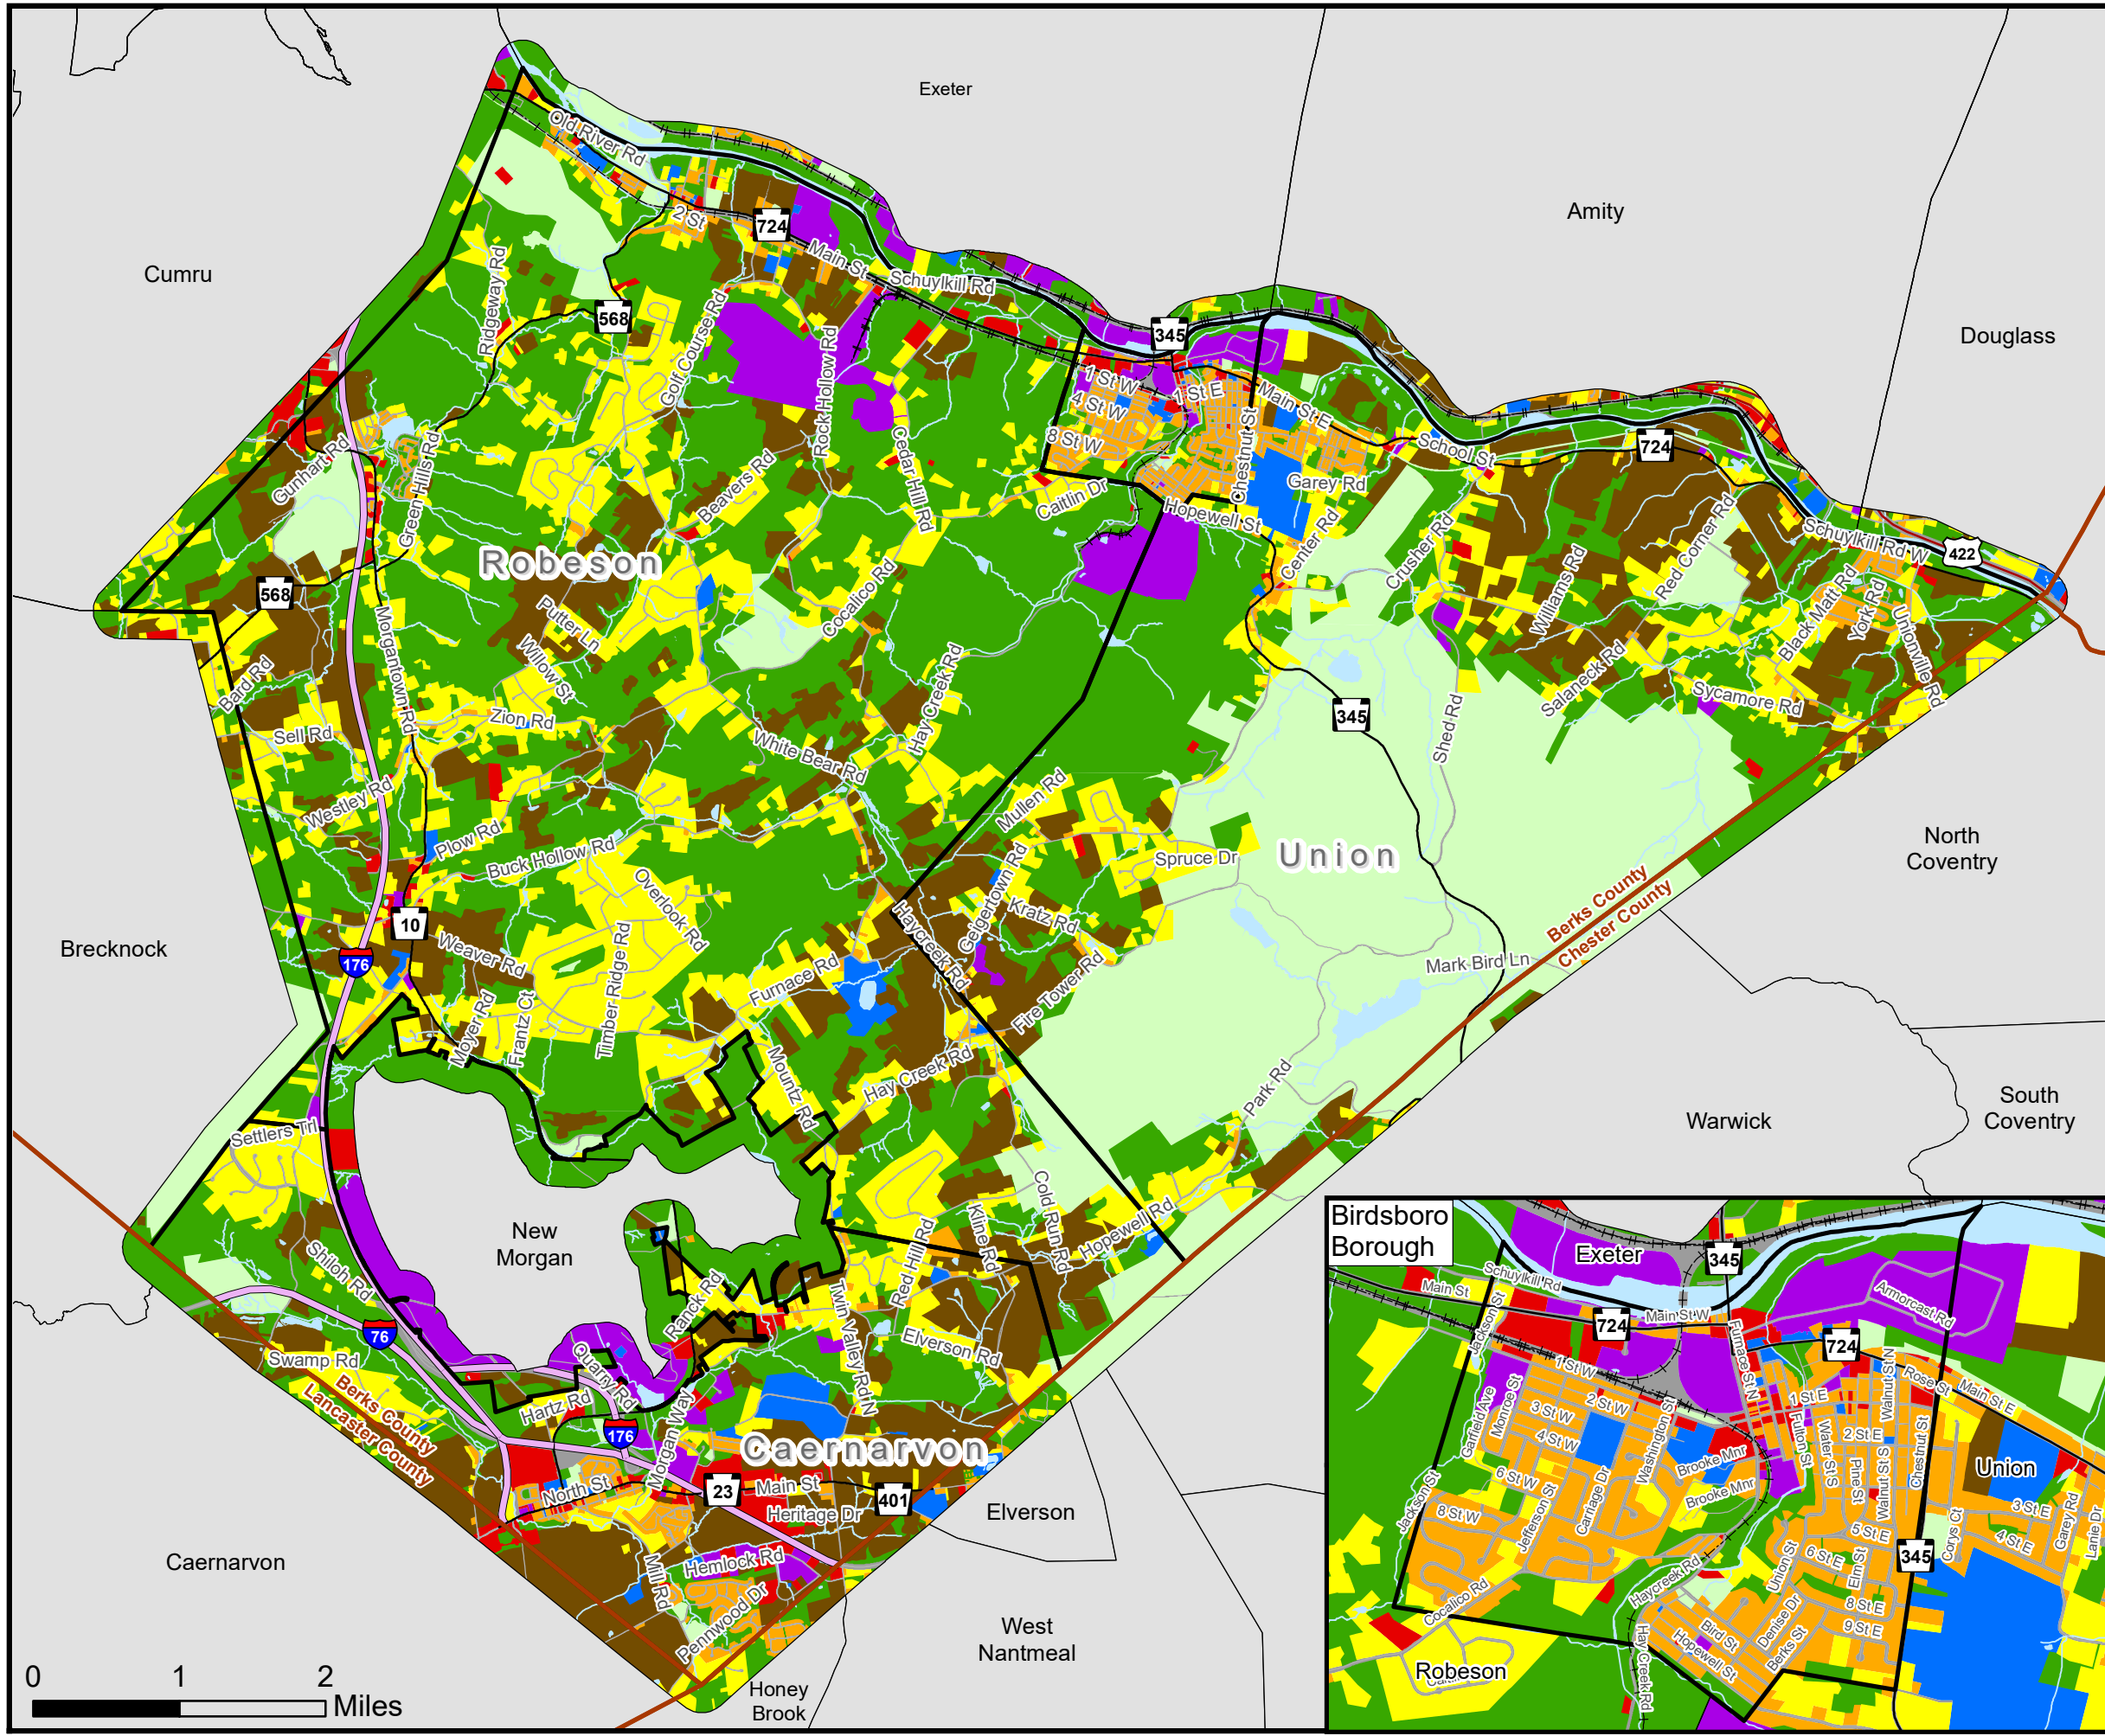 Exeter
Amity
Cumru
Douglass
Old River Rd
2 St
724
Main St
Schuylkill Rd
568
Ridgeway Rd
Golf Course Rd
Rock Hollow Rd
345
1 St W
4 St W
8 St W
1 St E
Main St E
Chestnut St
School St
724
Garey Rd
Gunhart Rd
Green Hills Rd
Beavers Rd
Cedar Hill Rd
Caitlin Dr
Hopewell St
Center Rd
Crusher Rd
Red Corner Rd
Schuylkill Rd W
422
Robeson
568
Putter Ln
Willow St
Cocalico Rd
Williams Rd
Black Matt Rd
York Rd
Unionville Rd
Morgantown Rd
Bard Rd
Sell Rd
Zion Rd
Hay Creek Rd
White Bear Rd
345
Shed Rd
Salaneck Rd
Sycamore Rd
Westley Rd
Plow Rd
Buck Hollow Rd
Mullen Rd
Spruce Dr
Union
North
Coventry
Overlook Rd
Geigertown Rd
Kratz Rd
Haycreek Rd
Berks County
Chester County
Brecknock
10
176
Weaver Rd
Timber Ridge Rd
Furnace Rd
Fire Tower Rd
Mark Bird Ln
Moyer Rd
Frantz Ct
Mountz Rd
Hay Creek Rd
Park Rd
Warwick
South
Coventry
Settlers Trl
New
Morgan
Shiloh Rd
Ranck Rd
Red Hill Rd
Kline Rd
Cold Run Rd
Hopewell Rd
76
Swamp Rd
Berks County
Lancaster County
Quarry Rd
Hartz Rd
176
Morgan Way
Twin Valley Rd N
Elverson Rd
Caernarvon
North St
23
Main St
401
Heritage Dr
Elverson
Caernarvon
Hemlock Rd
Mill Rd
Pennwood Dr
West
Nantmeal
Honey
Brook
0 1 2
Miles
Birdsboro
Borough
Exeter
345
Schuylkill Rd
Main St
Jackson St
724
Main St W
Armorcast Rd
Furnace St N
724
1 St W
2 St W
3 St W
4 St W
6 St W
8 St W
Garfield Ave
Monroe St
Washington St
Brooke Mnr
Brooke Mnr
Jackson St
Jefferson St
Carriage Dr
1 St E
Fulton St
Water St S
2 St E
Pine St
Walnut St N
Walnut St S
Rose St
Main St E
Chestnut St
Union
3 St E
4 St E
Garey Rd
Lanie Dr
Corys Ct
5 St E
6 St E
Elm St
Union St
345
8 St E
9 St E
Haycreek Rd
Cocalico Rd
Bird St
Hopewell St
Denise Dr
Berks St
Hay Creek Rd
Robeson